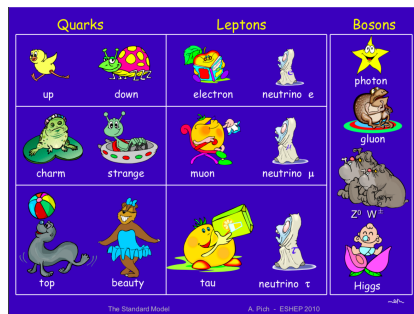 Quarks Leptons Bosons
up down electron neutrino e photon
gluon
charm strange muon neutrino μ
Z⁰ W±
top beauty tau neutrino τ Higgs
The Standard Model A. Pich - ESHEP 2010